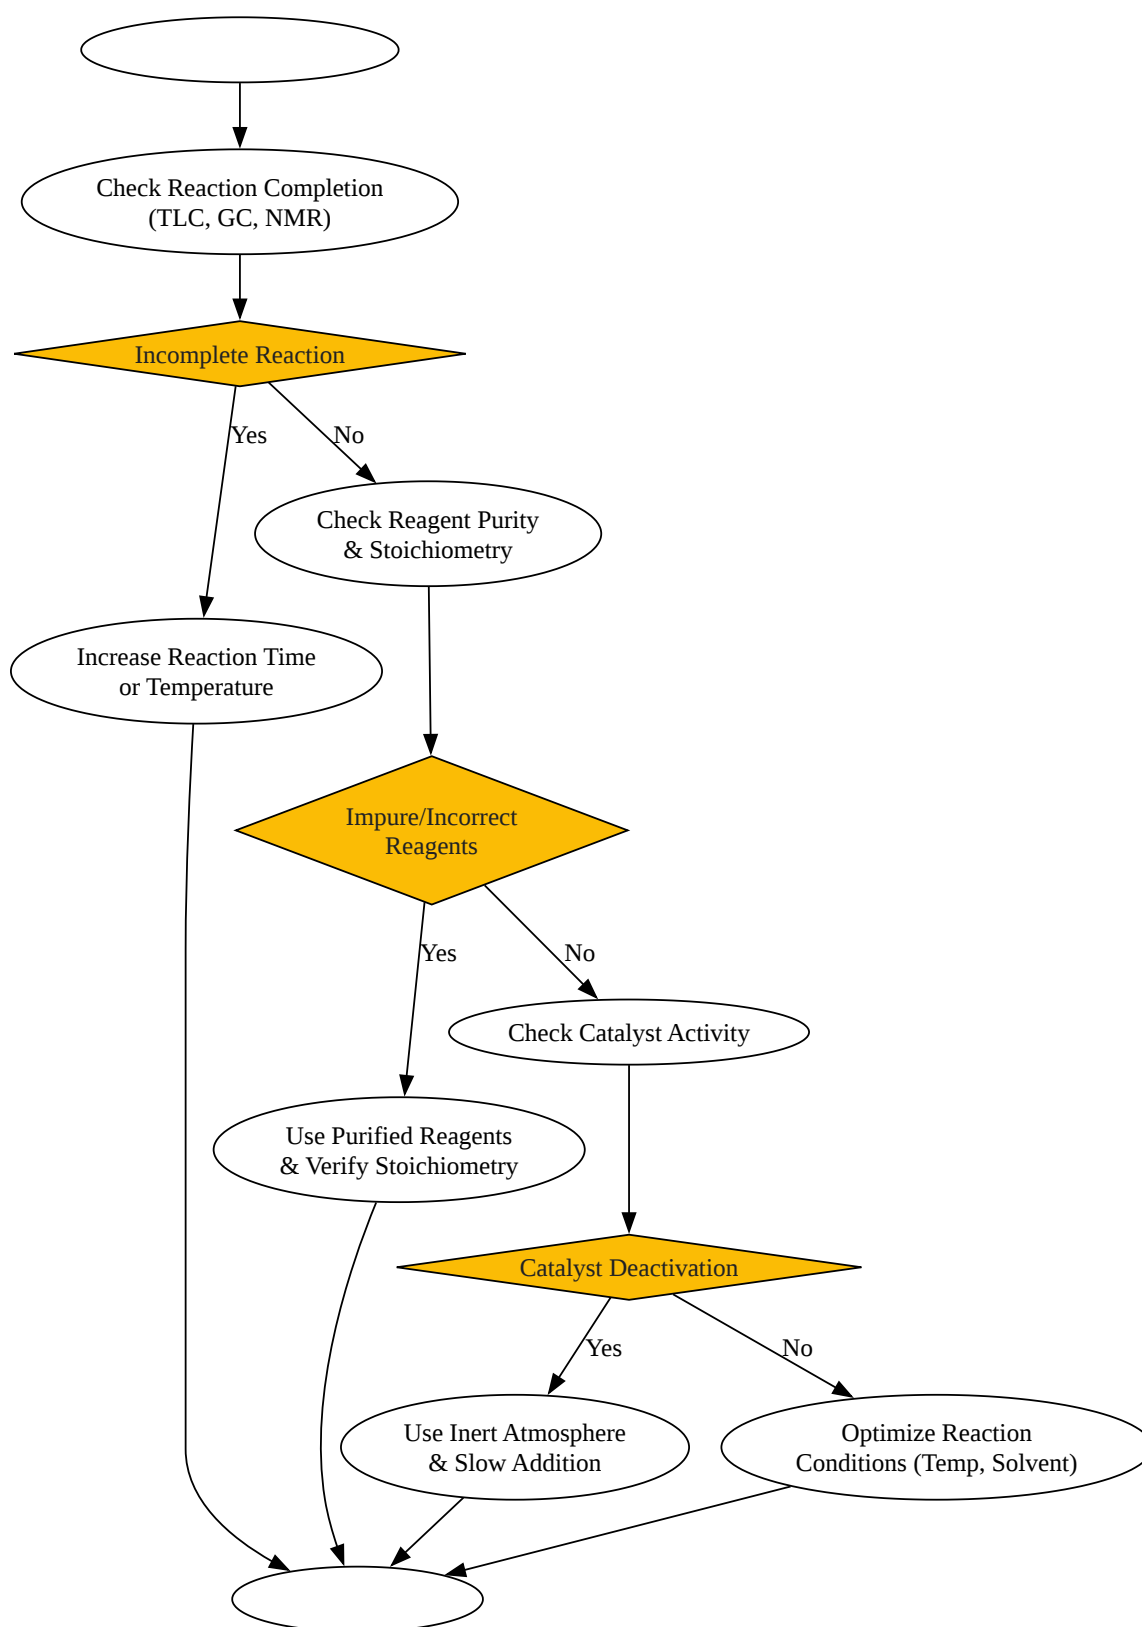 Check Reaction Completion
(TLC, GC, NMR)
Incomplete Reaction
Yes
No
Check Reagent Purity
& Stoichiometry
Increase Reaction Time
or Temperature
Impure/Incorrect
Reagents
Yes
No
Check Catalyst Activity
Use Purified Reagents
& Verify Stoichiometry
Catalyst Deactivation
Yes
No
Use Inert Atmosphere
& Slow Addition
Optimize Reaction
Conditions (Temp, Solvent)